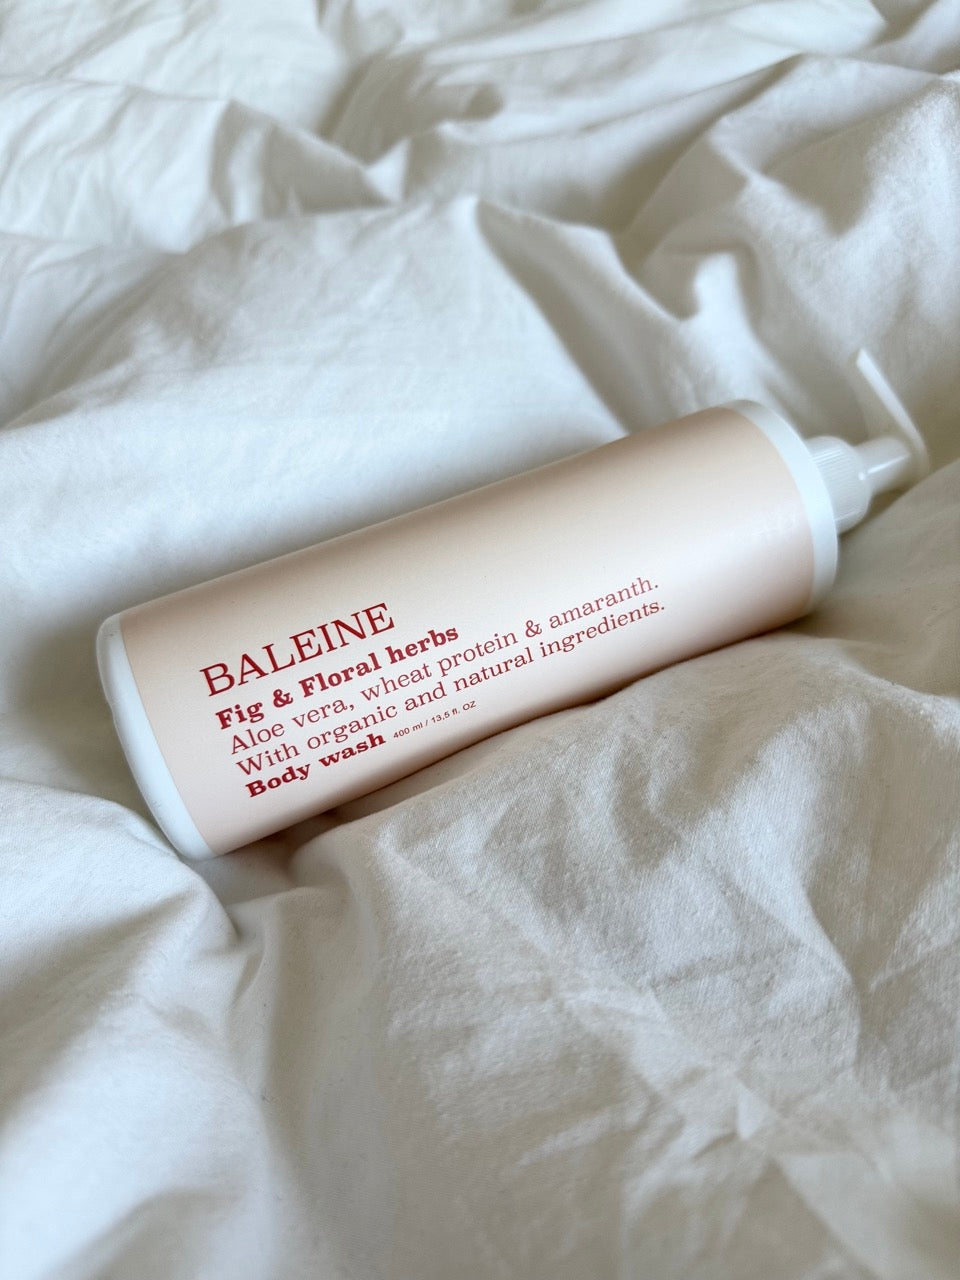 BALEINE
Fig & Floral herbs
Aloe vera, wheat protein & amaranth.
With organic and natural ingredients.
Body wash 400 ml / 13,5 fl. oz